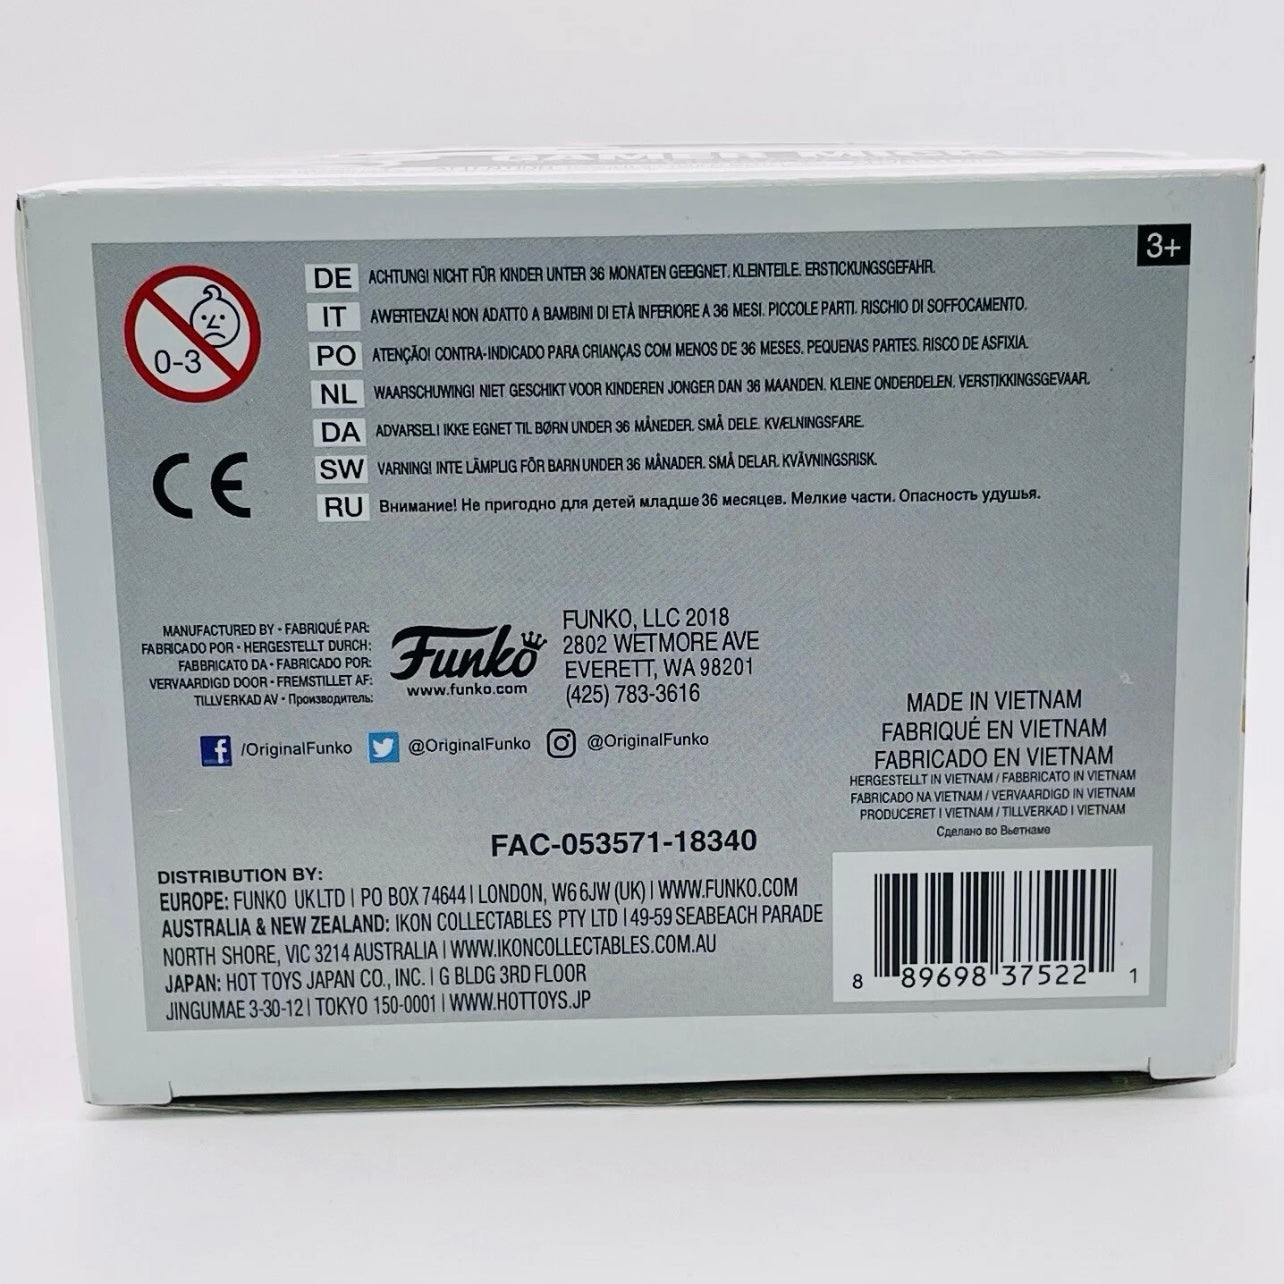 GAMER MICKEY
3+
0-3
DE ACHTUNG! NICHT FÜR KINDER UNTER 36 MONATEN GEEIGNET. KLEINTEILE. ERSTICKUNGSGEFAHR.
IT AWERTENZA! NON ADATTO A BAMBINI DI ETÀ INFERIORE A 36 MESI. PICCOLE PARTI. RISCHIO DI SOFFOCAMENTO.
PO ATENÇÃO! CONTRA-INDICADO PARA CRIANÇAS COM MENOS DE 36 MESES. PEQUENAS PARTES. RISCO DE ASFIXIA.
NL WAARSCHUWING! NIET GESCHIKT VOOR KINDEREN JONGER DAN 36 MAANDEN. KLEINE ONDERDELEN. VERSTIKKINGSGEVAAR.
DA ADVARSEL! IKKE EGNET TIL BØRN UNDER 36 MÅNEDER. SMÅ DELE. KVÆLNINGSFARE.
SW VARNING! INTE LÄMPLIG FÖR BARN UNDER 36 MÅNADER. SMÅ DELAR. KVÄVNINGSRISK.
RU Внимание! Не пригодно для детей младше 36 месяцев. Мелкие части. Опасность удушья.
CE
MANUFACTURED BY • FABRIQUÉ PAR:
FABRICADO POR • HERGESTELLT DURCH:
FABBRICATO DA • FABRICADO POR:
VERVAARDIGD DOOR • FREMSTILLET AF:
TILLVERKAD AV • Производитель:
Funko
www.funko.com
FUNKO, LLC 2018
2802 WETMORE AVE
EVERETT, WA 98201
(425) 783-3616
/OriginalFunko @OriginalFunko @OriginalFunko
MADE IN VIETNAM
FABRIQUÉ EN VIETNAM
FABRICADO EN VIETNAM
HERGESTELLT IN VIETNAM / FABBRICATO IN VIETNAM
FABRICADO NA VIETNAM / VERVAARDIGD IN VIETNAM
PRODUCERET I VIETNAM / TILLVERKAD I VIETNAM
Сделано во Вьетнаме
FAC-053571-18340
DISTRIBUTION BY:
EUROPE: FUNKO UK LTD | PO BOX 74644 | LONDON, W6 6JW (UK) | WWW.FUNKO.COM
AUSTRALIA & NEW ZEALAND: IKON COLLECTABLES PTY LTD | 49-59 SEABEACH PARADE
NORTH SHORE, VIC 3214 AUSTRALIA | WWW.IKONCOLLECTABLES.COM.AU
JAPAN: HOT TOYS JAPAN CO., INC. | G BLDG 3RD FLOOR
JINGUMAE 3-30-12 | TOKYO 150-0001 | WWW.HOTTOYS.JP
8 89698 37522 1